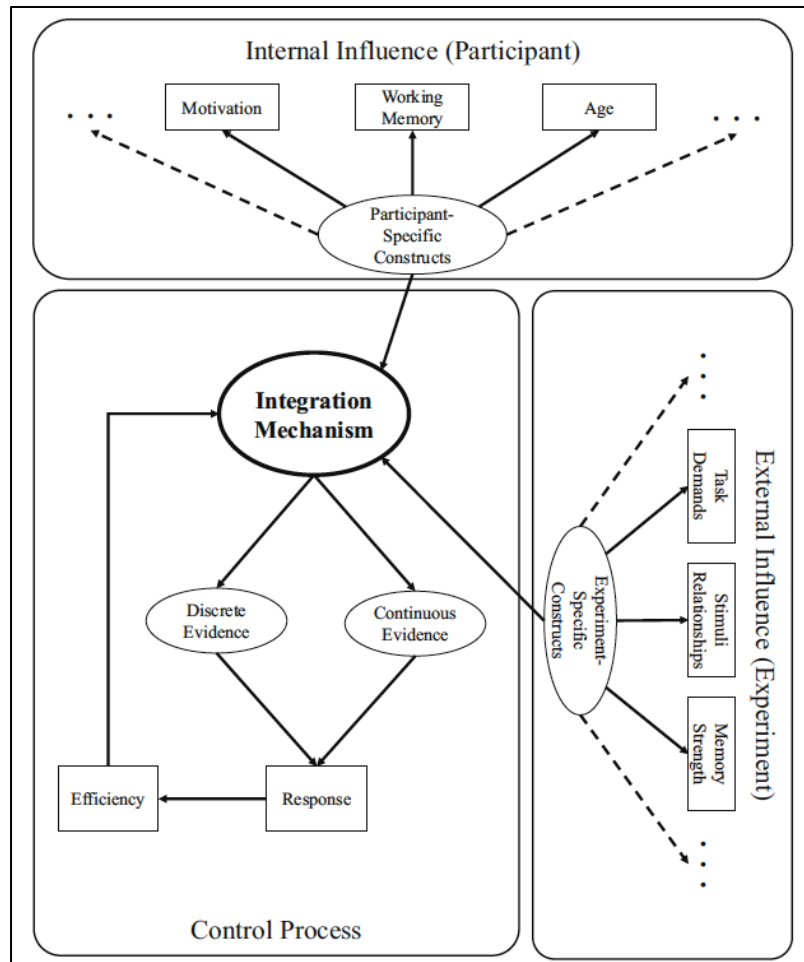 Internal Influence (Participant)
. . .
Motivation
Working
Memory
Age
. . .
Participant-
Specific
Constructs
Integration
Mechanism
Discrete
Evidence
Continuous
Evidence
Efficiency
Response
Control Process
External Influence (Experiment)
. . .
Task
Demands
Stimuli
Relationships
Memory
Strength
. . .
Experiment-
Specific
Constructs